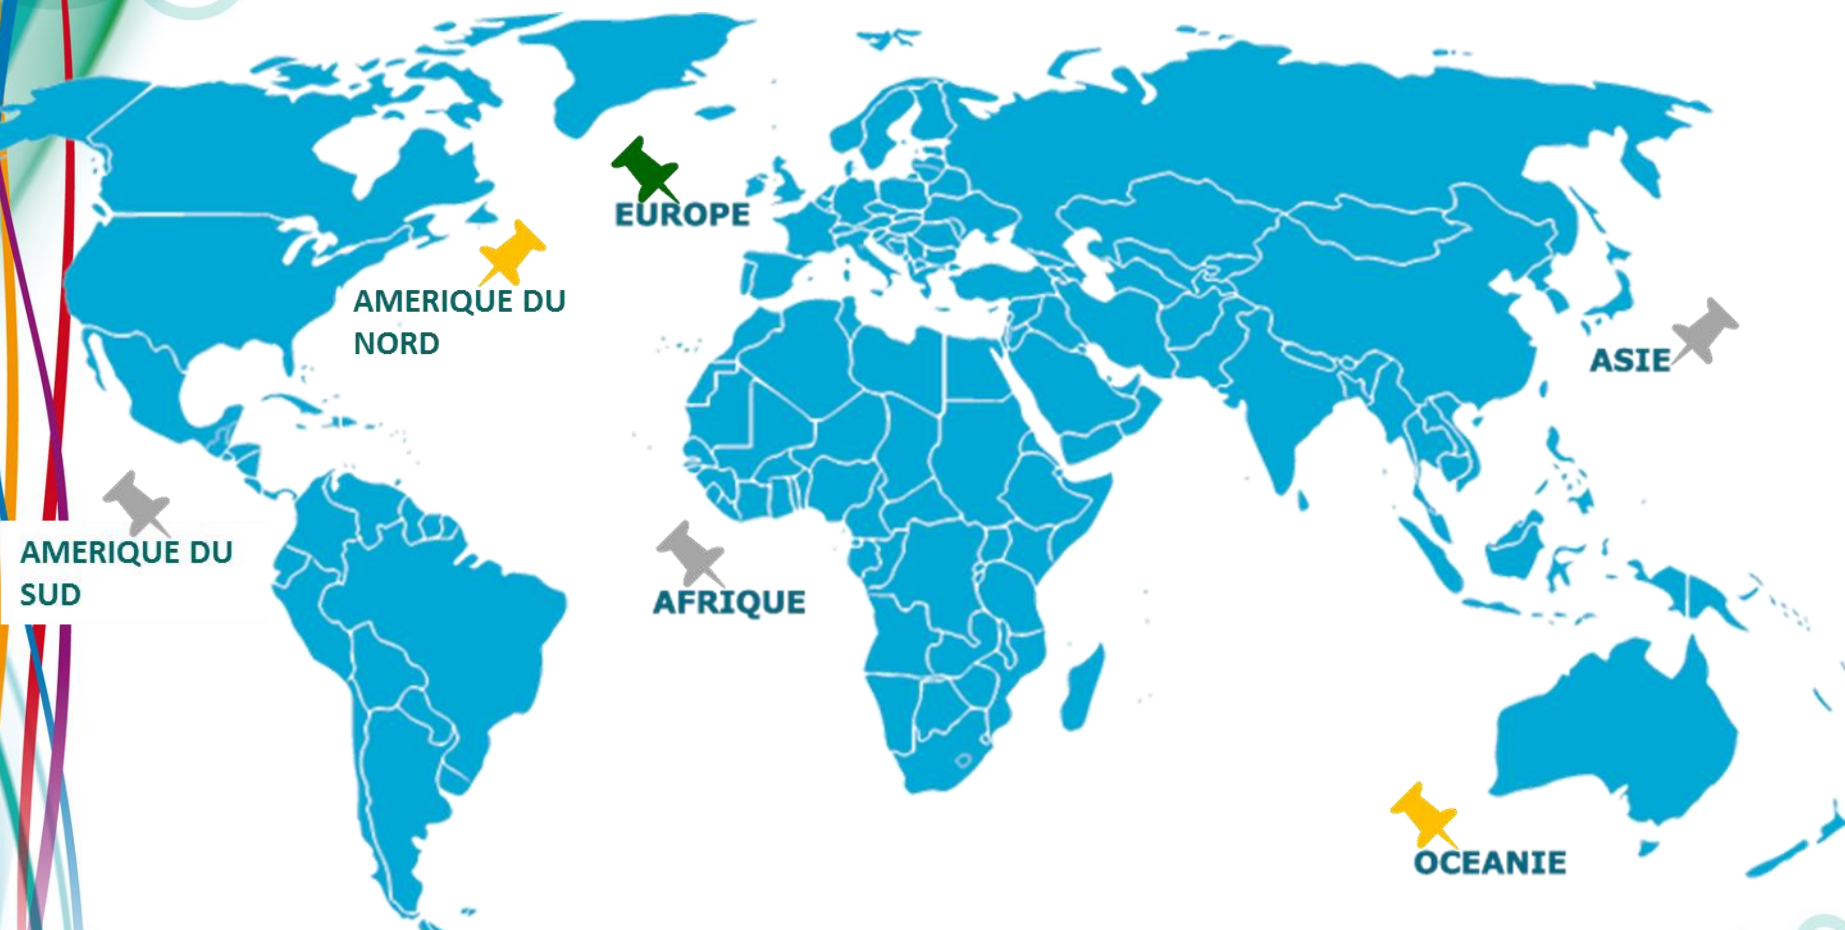 EUROPE
AMERIQUE DU
NORD
ASIE
AMERIQUE DU
SUD
AFRIQUE
OCEANIE